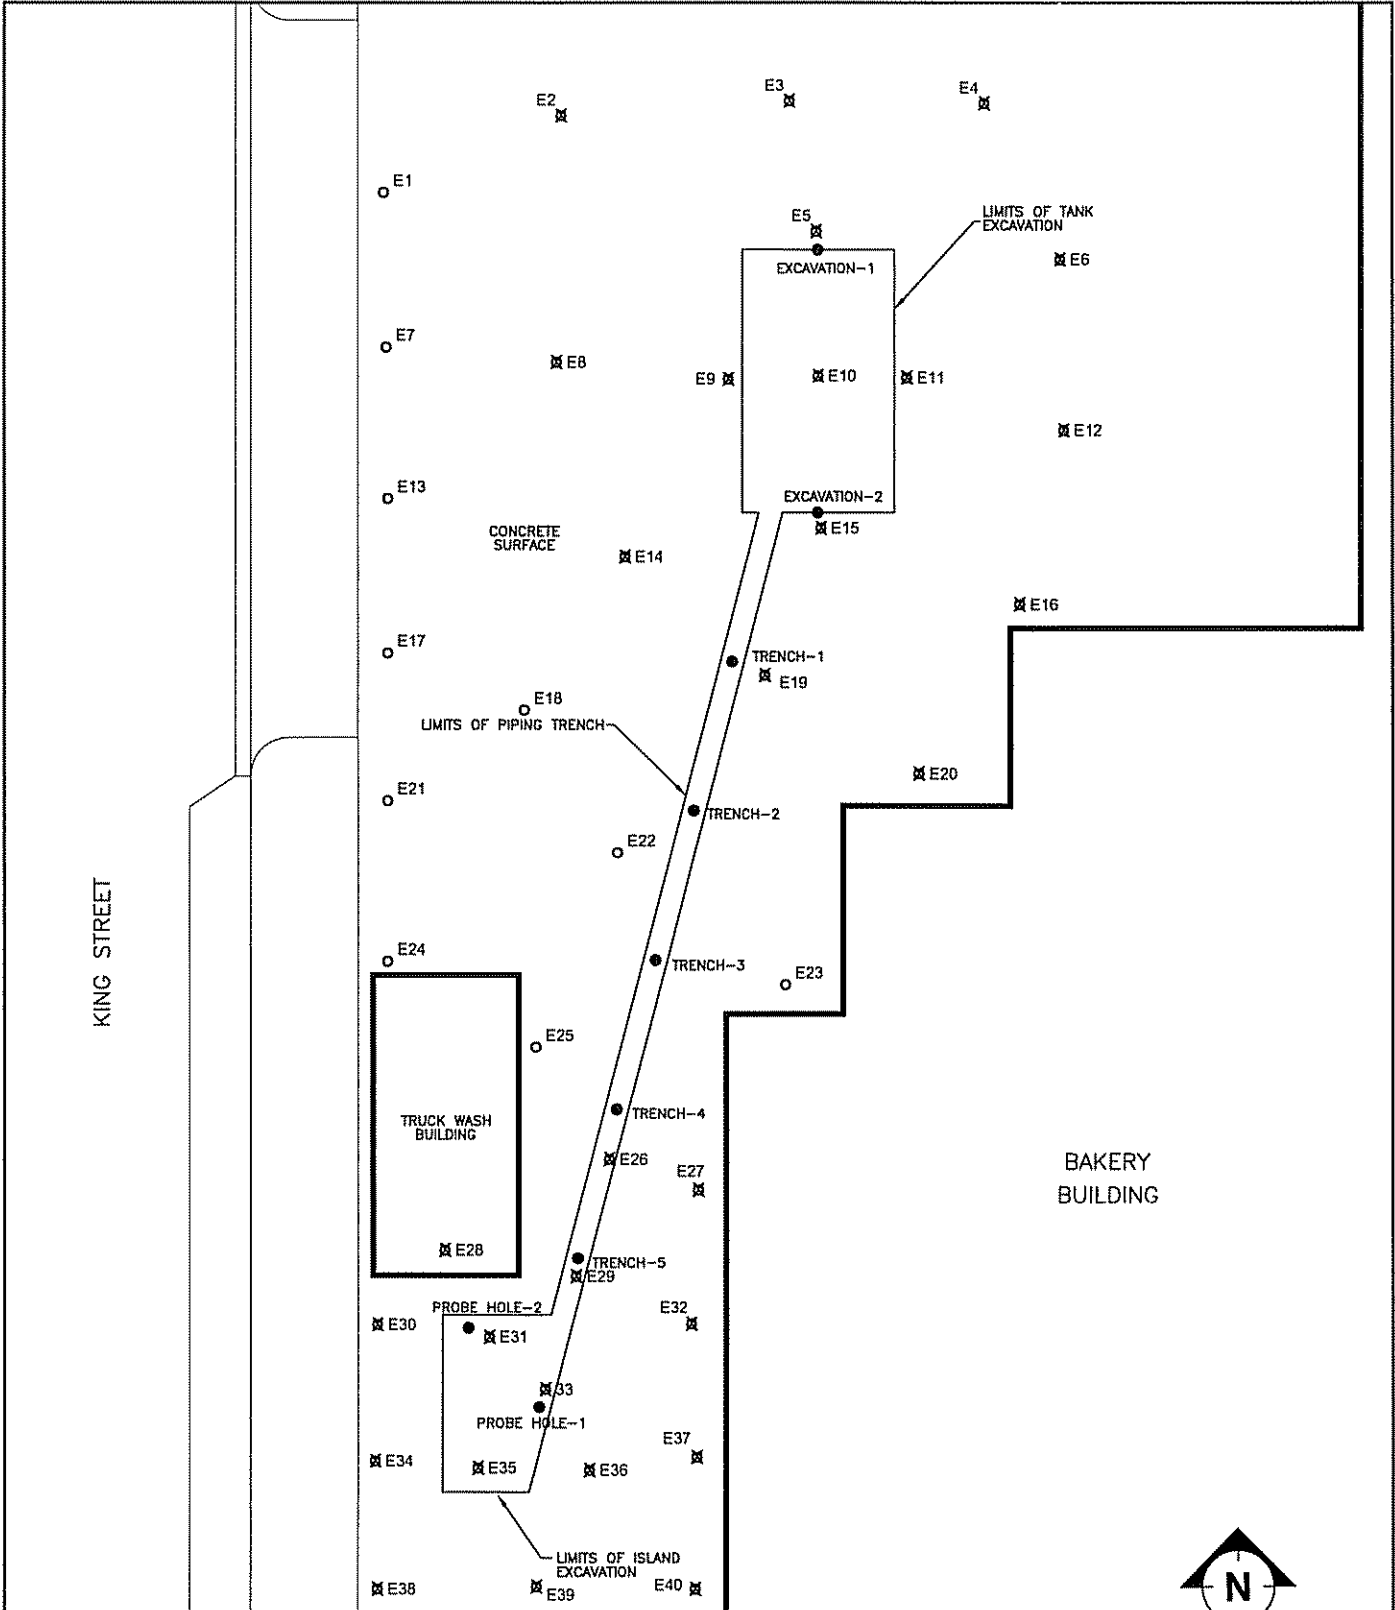 E2
E3
E4
E1
E5
LIMITS OF TANK
EXCAVATION
E6
EXCAVATION-1
E7
E8
E9
E10
E11
E12
E13
EXCAVATION-2
CONCRETE
SURFACE
E14
E15
E16
E17
TRENCH-1
E19
E18
LIMITS OF PIPING TRENCH
E20
E21
TRENCH-2
E22
KING STREET
E24
TRENCH-3
E23
E25
TRUCK WASH
BUILDING
TRENCH-4
E26
E27
BAKERY
BUILDING
E28
TRENCH-5
E29
PROBE HOLE-2
E30
E31
E32
33
PROBE HOLE-1
E34
E35
E36
E37
LIMITS OF ISLAND
EXCAVATION
E38
E39
E40
N